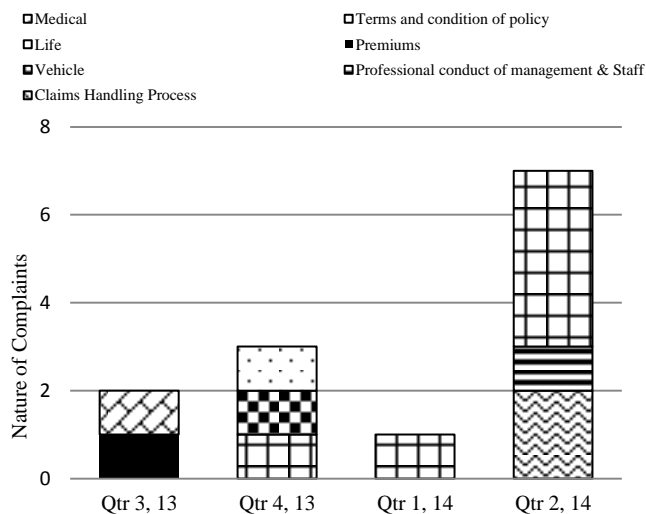 Medical
Terms and condition of policy
Life
Premiums
Vehicle
Professional conduct of management & Staff
Claims Handling Process
8
6
4
2
0
Nature of Complaints
Qtr 3, 13
Qtr 4, 13
Qtr 1, 14
Qtr 2, 14